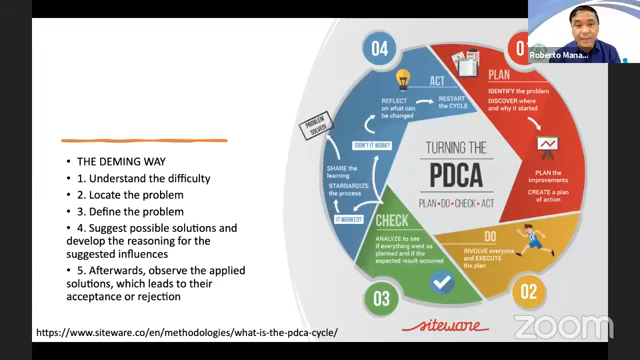 THE DEMING WAY
1. Understand the difficulty
2. Locate the problem
3. Define the problem
4. Suggest possible solutions and
develop the reasoning for the
suggested influences
5. Afterwards, observe the applied
solutions, which leads to their
acceptance or rejection
https://www.siteware.co/en/methodologies/what-is-the-pdca-cycle/
04
ACT
REFLECT
on what can
be changed
RESTART
the CYCLE
PROBLEM
SOLVED!
DIDN'T IT WORK?
SHARE the
learning
STARDARDIZE
the process
IT WORKED?
01
PLAN
IDENTIFY the problem
DISCOVER where
and why it started
PLAN the
improvements
CREATE a plan
of action
TURNING THE
PDCA
PLAN • DO • CHECK • ACT
CHECK
ANALYZE to see
if everything went as
planned and if the
expected result occurred
03
DO
INVOLVE everyone
and EXECUTE
the plan
02
siteware
Roberto Mana...
zoom